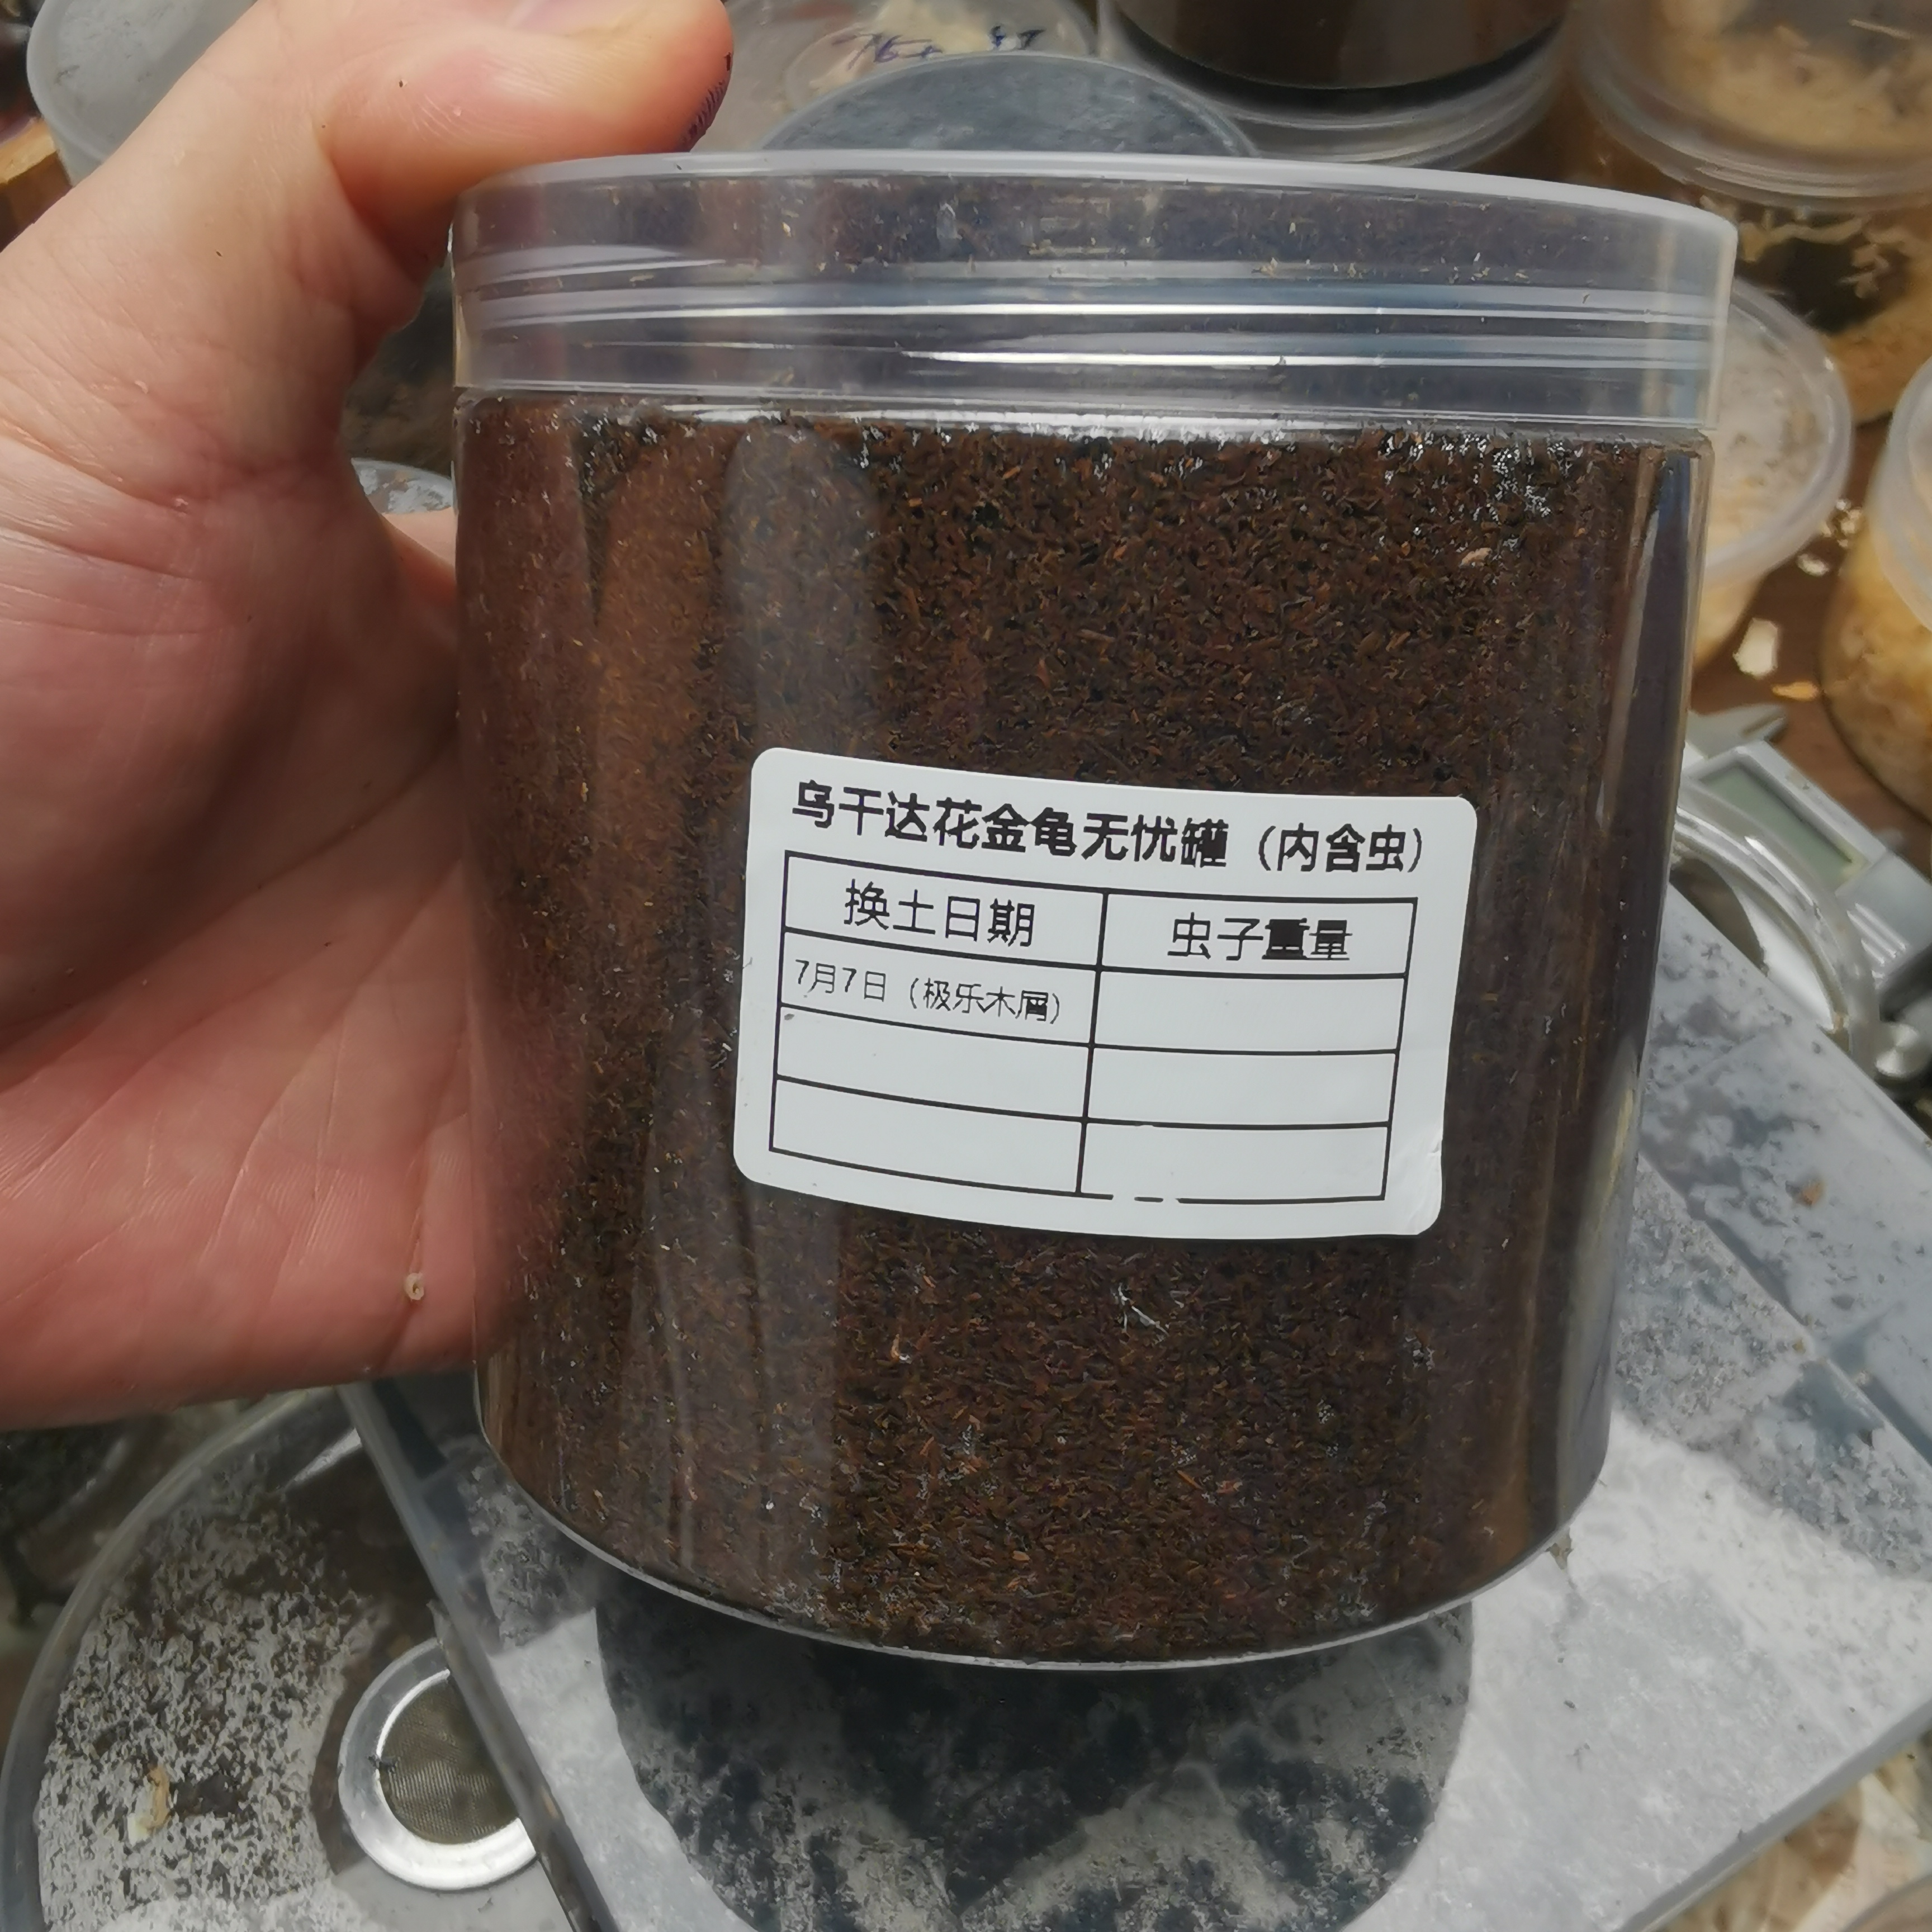 乌干达花金龟无忧罐（内含虫）
换土日期 虫子重量
7月7日（极乐木屑）